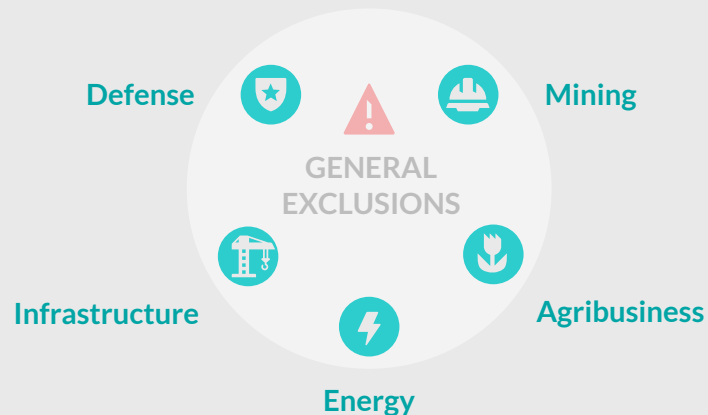 Defense
Mining
GENERAL
EXCLUSIONS
Infrastructure
Agribusiness
Energy